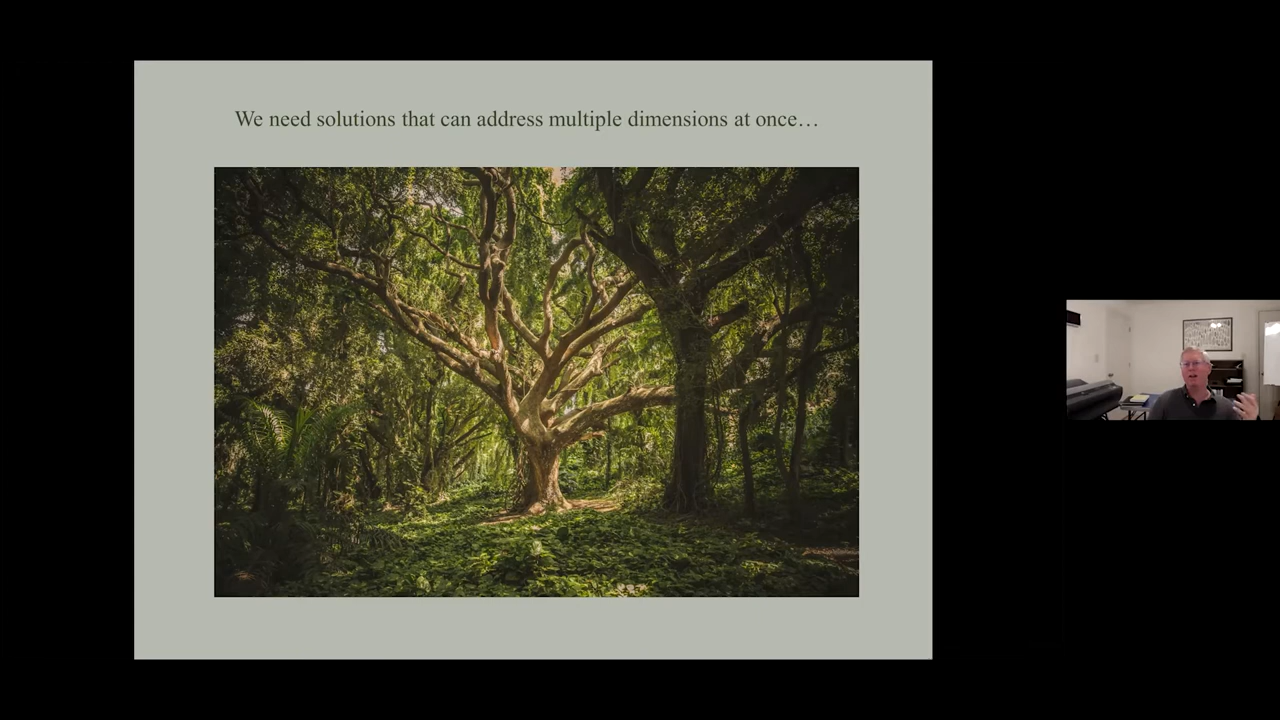 We need solutions that can address multiple dimensions at once…